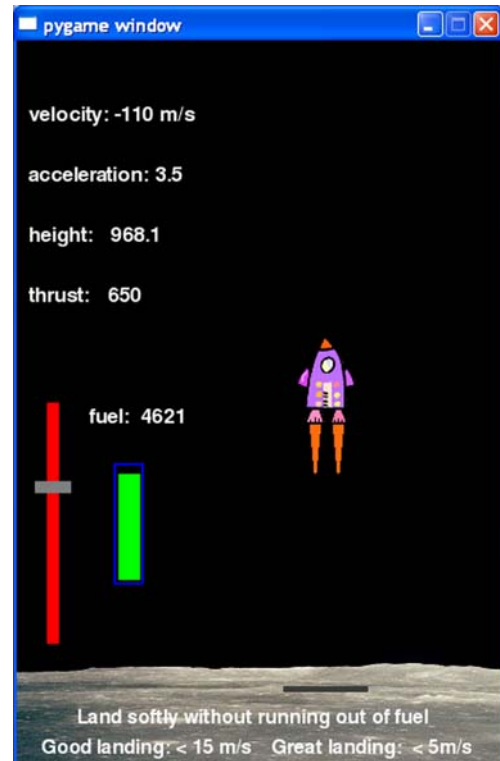 pygame window
velocity: -110 m/s
acceleration: 3.5
height: 968.1
thrust: 650
fuel: 4621
Land softly without running out of fuel
Good landing: < 15 m/s Great landing: < 5m/s